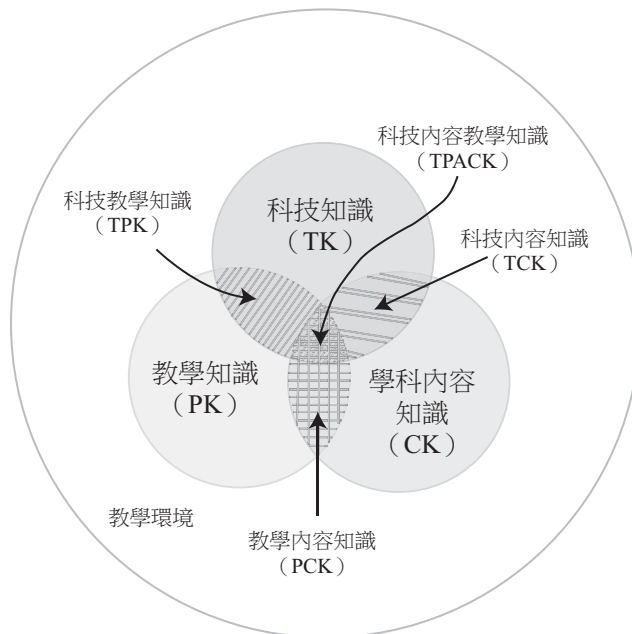 科技內容教學知識
（TPACK）
科技教學知識
（TPK）
科技知識
（TK）
科技內容知識
（TCK）
教學知識
（PK）
學科內容
知識
（CK）
教學環境
教學內容知識
（PCK）